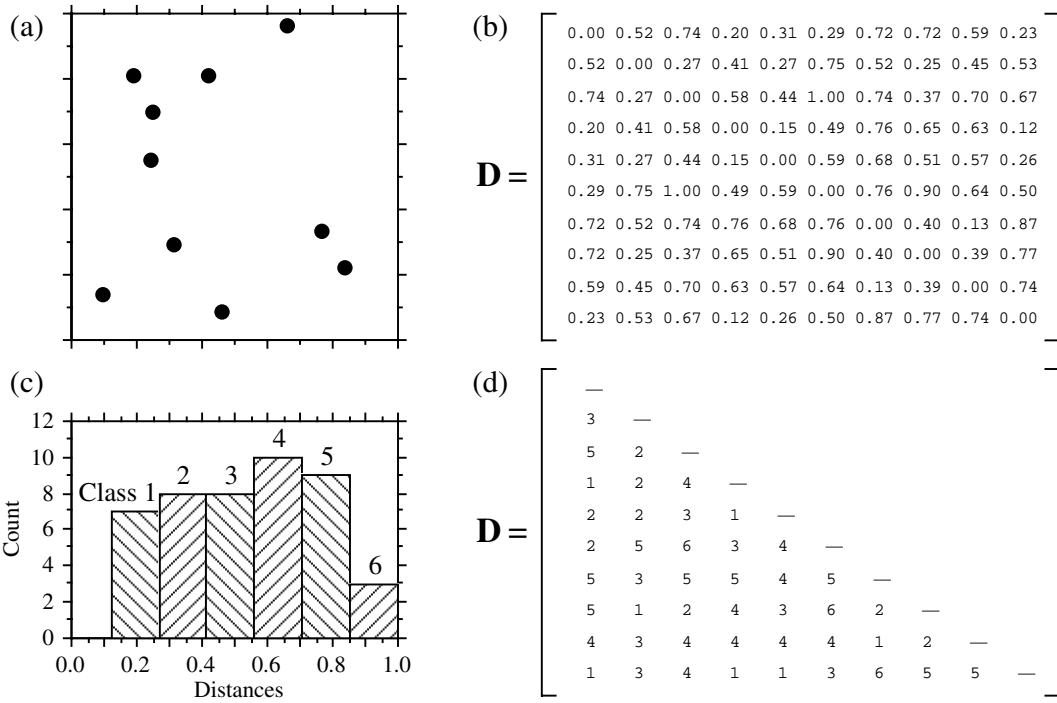 (a)
(b)
D =
0.00 0.52 0.74 0.20 0.31 0.29 0.72 0.72 0.59 0.23
0.52 0.00 0.27 0.41 0.27 0.75 0.52 0.25 0.45 0.53
0.74 0.27 0.00 0.58 0.44 1.00 0.74 0.37 0.70 0.67
0.20 0.41 0.58 0.00 0.15 0.49 0.76 0.65 0.63 0.12
0.31 0.27 0.44 0.15 0.00 0.59 0.68 0.51 0.57 0.26
0.29 0.75 1.00 0.49 0.59 0.00 0.76 0.90 0.64 0.50
0.72 0.52 0.74 0.76 0.68 0.76 0.00 0.40 0.13 0.87
0.72 0.25 0.37 0.65 0.51 0.90 0.40 0.00 0.39 0.77
0.59 0.45 0.70 0.63 0.57 0.64 0.13 0.39 0.00 0.74
0.23 0.53 0.67 0.12 0.26 0.50 0.87 0.77 0.74 0.00
(c)
Count
12
10
8
6
4
2
0
Class 1
2
3
4
5
6
0.0 0.2 0.4 0.6 0.8 1.0
Distances
(d)
D =
—
3 —
5 2 —
1 2 4 —
2 2 3 1 —
2 5 6 3 4 —
5 3 5 5 4 5 —
5 1 2 4 3 6 2 —
4 3 4 4 4 4 1 2 —
1 3 4 1 1 3 6 5 5 —